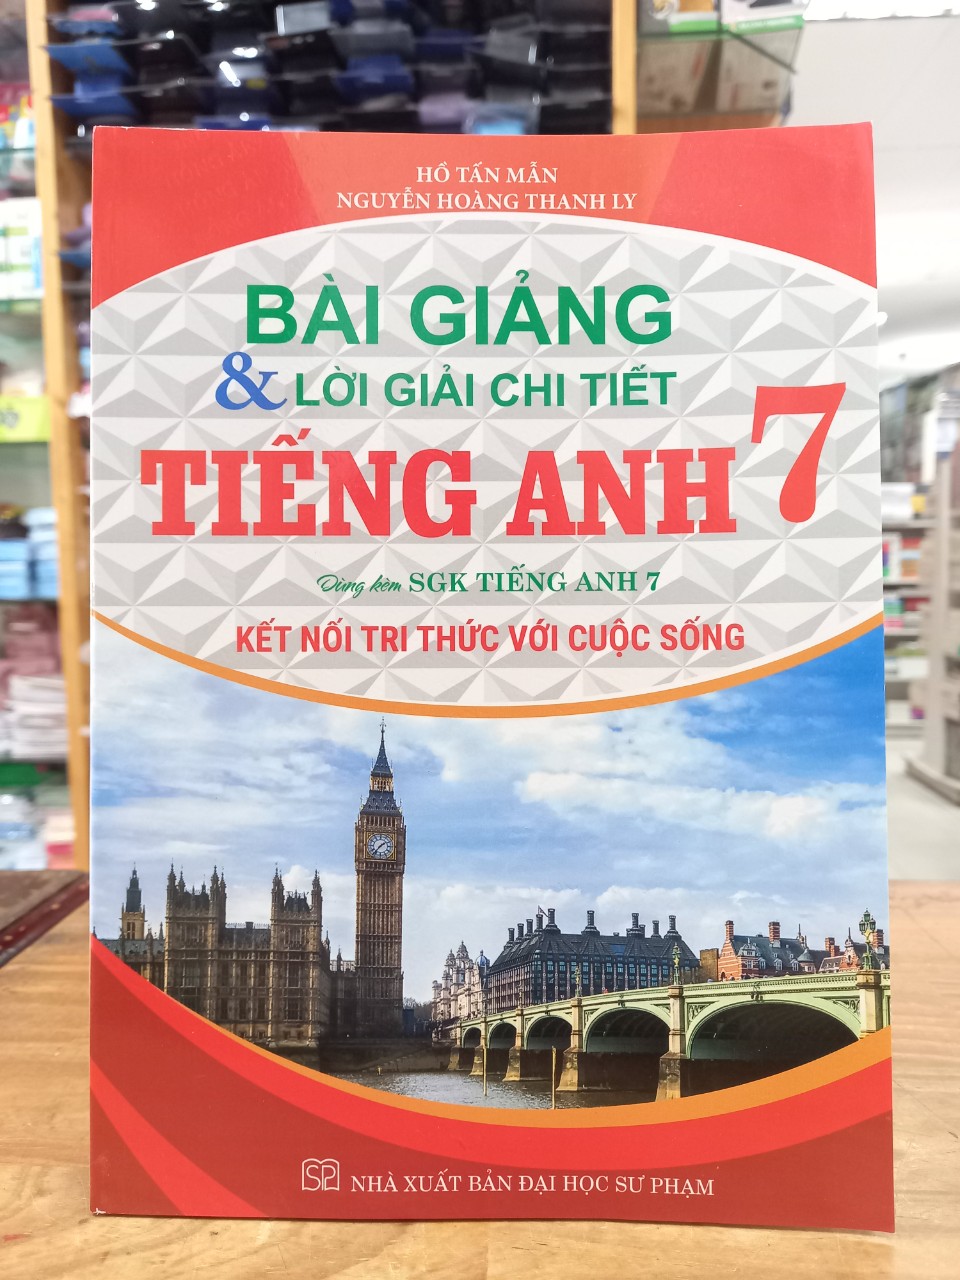 HỒ TẤN MẪN
NGUYỄN HOÀNG THANH LY
BÀI GIẢNG
& LỜI GIẢI CHI TIẾT
TIẾNG ANH 7
Dùng kèm SGK TIẾNG ANH 7
KẾT NỐI TRI THỨC VỚI CUỘC SỐNG
SP NHÀ XUẤT BẢN ĐẠI HỌC SƯ PHẠM